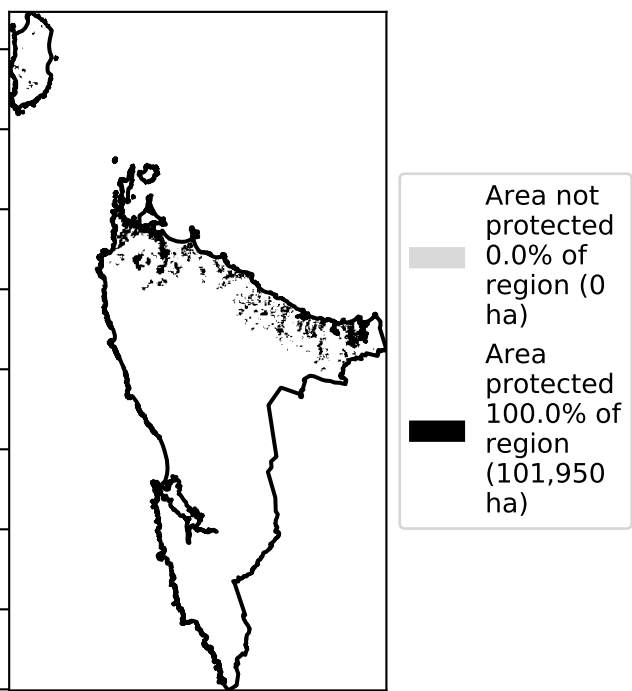 Area not
protected
0.0% of
region (0
ha)
Area
protected
100.0% of
region
(101,950
ha)